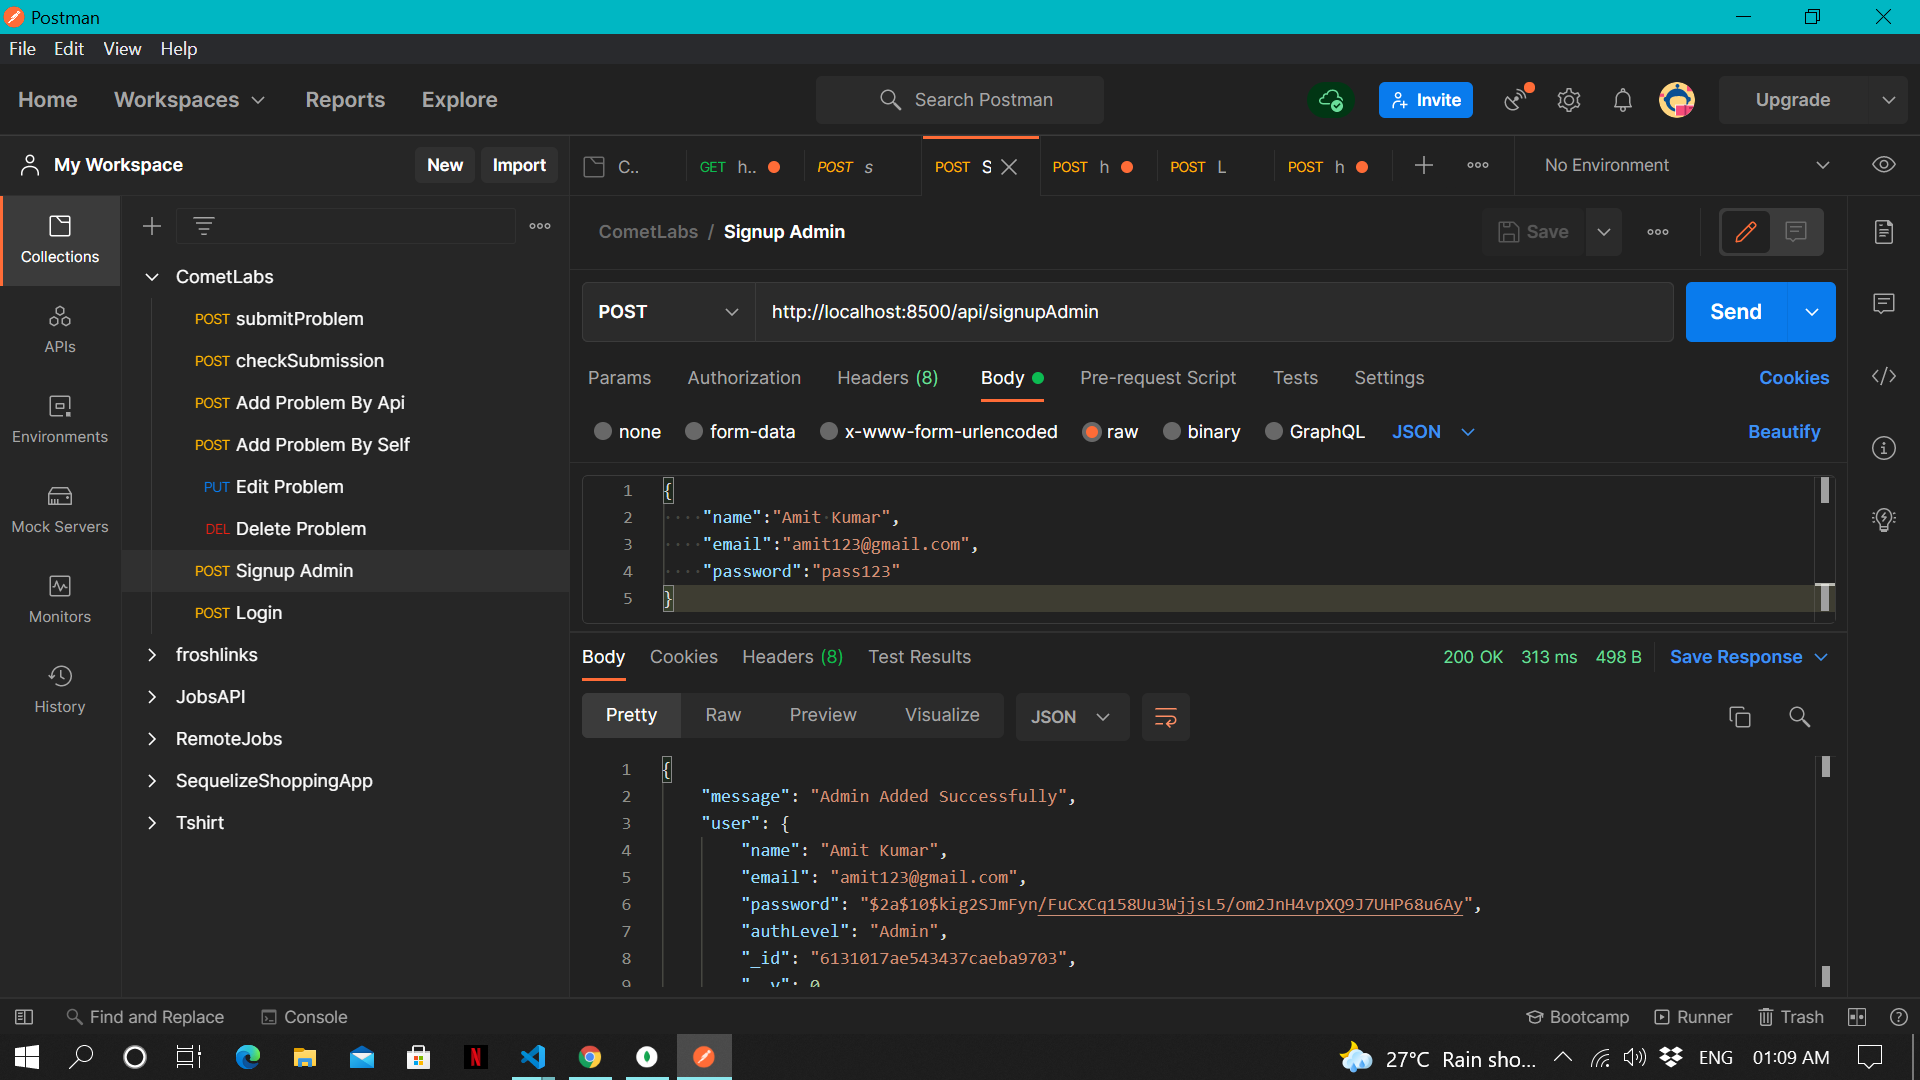 Postman
File Edit View Help
Home Workspaces Reports Explore Search Postman Invite Upgrade
My Workspace New Import
C.. GET h.. POST s POST S POST h POST L POST h No Environment
Collections
APIs
Environments
Mock Servers
Monitors
History
CometLabs
POST submitProblem
POST checkSubmission
POST Add Problem By Api
POST Add Problem By Self
PUT Edit Problem
DEL Delete Problem
POST Signup Admin
POST Login
froshlinks
JobsAPI
RemoteJobs
SequelizeShoppingApp
Tshirt
CometLabs / Signup Admin Save
POST http://localhost:8500/api/signupAdmin Send
Params Authorization Headers (8) Body Pre-request Script Tests Settings Cookies
none form-data x-www-form-urlencoded raw binary GraphQL JSON Beautify
1 {
2 ····"name":"Amit·Kumar",
3 ····"email":"amit123@gmail.com",
4 ····"password":"pass123"
5 }
Body Cookies Headers (8) Test Results 200 OK 313 ms 498 B Save Response
Pretty Raw Preview Visualize JSON
1 {
2 "message": "Admin Added Successfully",
3 "user": {
4 "name": "Amit Kumar",
5 "email": "amit123@gmail.com",
6 "password": "$2a$10$kig2SJmFyn/FuCxCq158Uu3WjjsL5/om2JnH4vpXQ9J7UHP68u6Ay",
7 "authLevel": "Admin",
8 "_id": "6131017ae543437caeba9703",
9 "__v": 0
Find and Replace Console Bootcamp Runner Trash
27°C Rain sho... ENG 01:09 AM